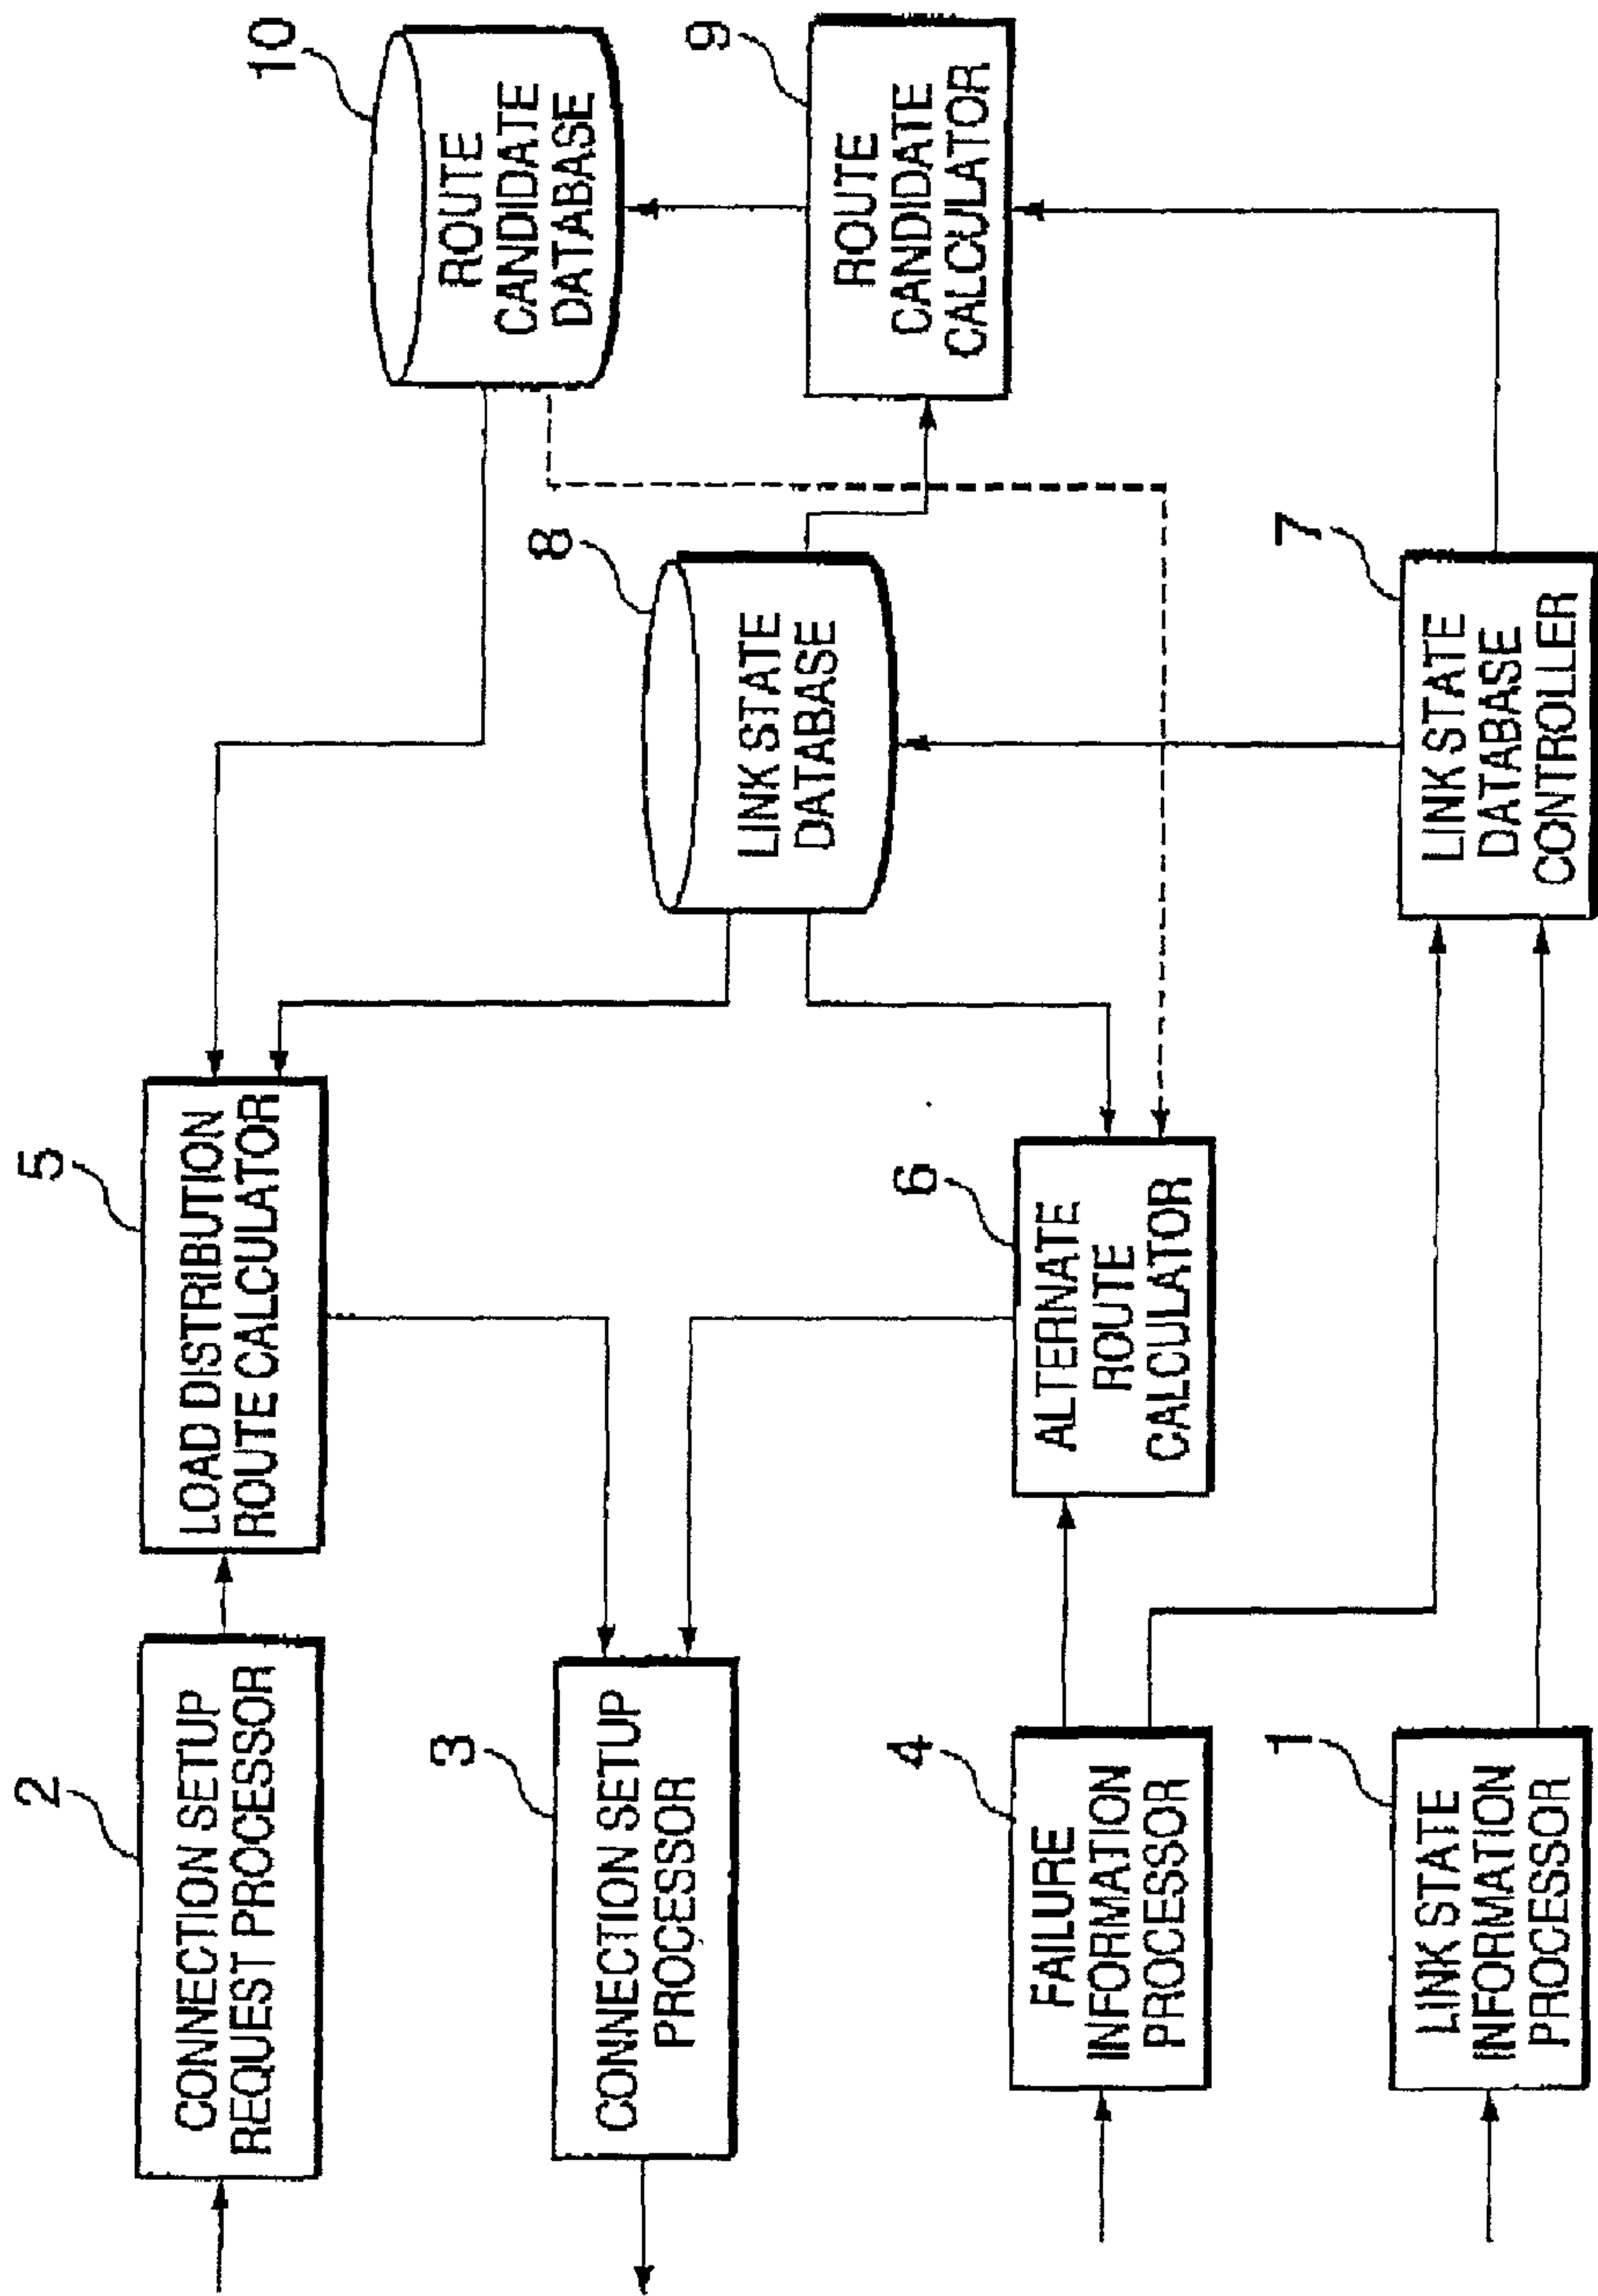 2
CONNECTION SETUP
REQUEST PROCESSOR
5
LOAD DISTRIBUTION
ROUTE CALCULATOR
10
ROUTE
CANDIDATE
DATABASE
3
CONNECTION SETUP
PROCESSOR
8
LINK STATE
DATABASE
9
ROUTE
CANDIDATE
CALCULATOR
4
FAILURE
INFORMATION
PROCESSOR
6
ALTERNATE
ROUTE
CALCULATOR
1
LINK STATE
INFORMATION
PROCESSOR
7
LINK STATE
DATABASE
CONTROLLER